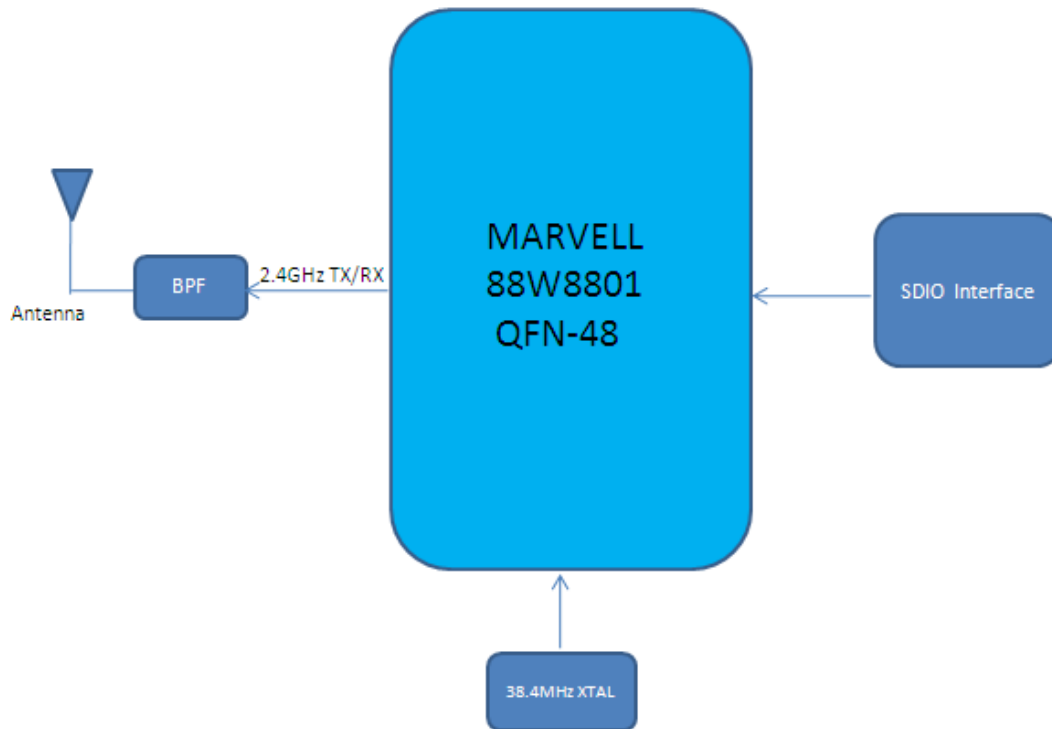 MARVELL
88W8801
QFN-48
2.4GHz TX/RX
BPF
Antenna
SDIO Interface
38.4MHz XTAL